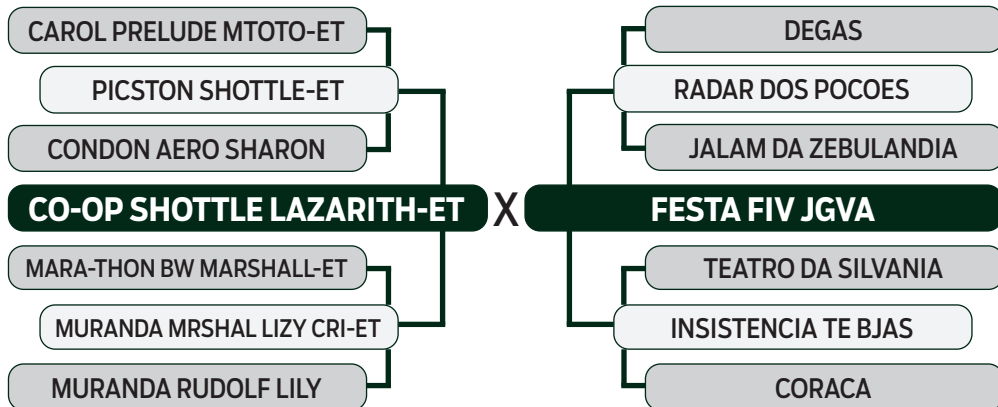 CAROL PRELUDE MTOTO-ET
DEGAS
PICSTON SHOTTLE-ET
RADAR DOS POCOES
CONDON AERO SHARON
JALAM DA ZEBULANDIA
CO-OP SHOTTLE LAZARITH-ET X FESTA FIV JGVA
MARA-THON BW MARSHALL-ET
TEATRO DA SILVANIA
MURANDA MRSHAL LIZY CRI-ET
INSISTENCIA TE BJAS
MURANDA RUDOLF LILY
CORACA